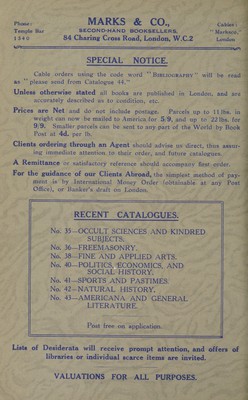 Phone:
Temple Bar
1340
MARKS & CO.,
SECOND-HAND BOOKSELLERS,
84 Charing Cross Road, London, W.C.2
Cables:
"Marbuco,"
London
SPECIAL NOTICE.
Cable orders using the code word "BIBLIOGRAPHY" will be read
as "please send from Catalogue 44."
Unless otherwise stated all books are published in London, and are
accurately described as to condition, etc.
Prices are Net and do not include postage. Parcels up to 11 lbs. in
weight can now be mailed to America for 5/9, and up to 22 lbs. for
9/9. Smaller parcels can be sent to any part of the World by Book
Post at 4d. per lb.
Clients ordering through an Agent should advise us direct, thus assur-
ing immediate attention to their order, and future catalogues.
A Remittance or satisfactory reference should accompany first order.
For the guidance of our Clients Abroad, the simplest method of pay-
ment is by International Money Order (obtainable at any Post
Office), or Banker's draft on London.
RECENT CATALOGUES.
No. 35—OCCULT SCIENCES AND KINDRED
SUBJECTS.
No. 36—FREEMASONRY.
No. 38—FINE AND APPLIED ARTS.
No. 40—POLITICS, ECONOMICS, AND
SOCIAL HISTORY.
No. 41—SPORTS AND PASTIMES
No. 42—NATURAL HISTORY.
No. 43—AMERICANA AND GENERAL
LITERATURE.
Post free on application.
Lists of Desiderata will receive prompt attention, and offers of
libraries or individual scarce items are invited.
VALUATIONS FOR ALL PURPOSES.